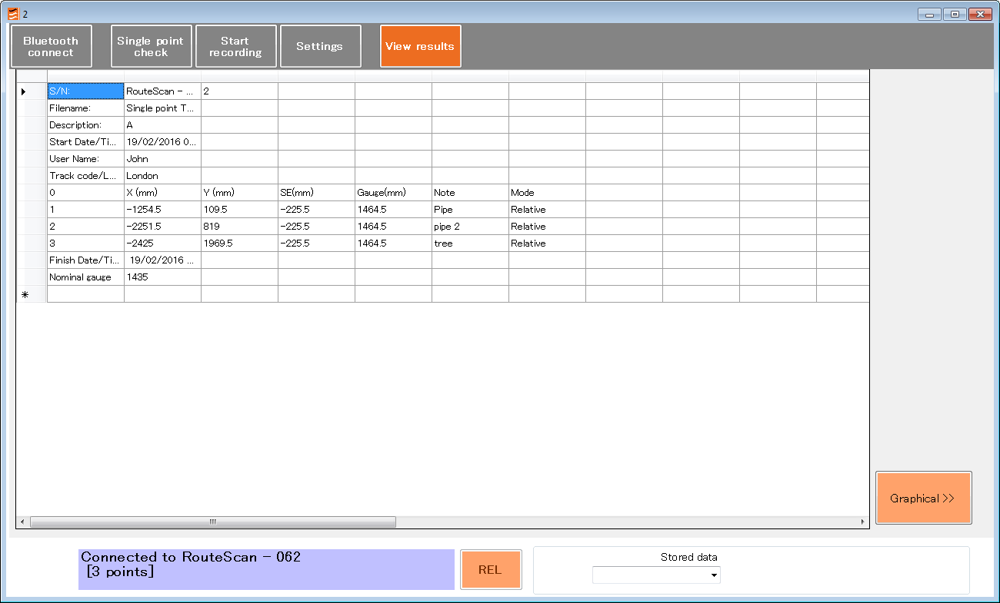 2
Bluetooth connect
Single point check
Start recording
Settings
View results
S/N: RouteScan - ... 2
Filename: Single point T...
Description: A
Start Date/Ti... 19/02/2016 0...
User Name: John
Track code/L... London
0 X (mm) Y (mm) SE(mm) Gauge(mm) Note Mode
1 -1254.5 109.5 -225.5 1464.5 Pipe Relative
2 -2251.5 819 -225.5 1464.5 pipe 2 Relative
3 -2425 1969.5 -225.5 1464.5 tree Relative
Finish Date/Ti... 19/02/2016 ...
Nominal gauge 1435
*
Graphical >>
Connected to RouteScan - 062
[3 points]
REL
Stored data